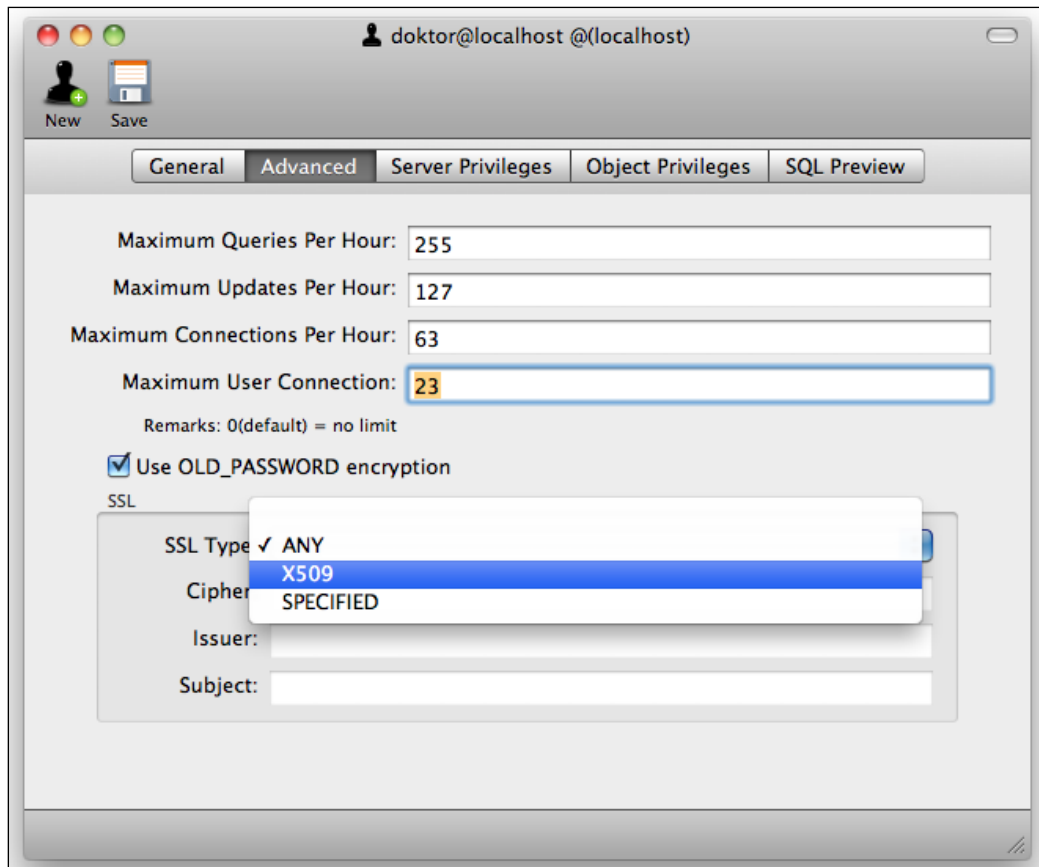 doktor@localhost @(localhost)
New Save
General Advanced Server Privileges Object Privileges SQL Preview
Maximum Queries Per Hour: 255
Maximum Updates Per Hour: 127
Maximum Connections Per Hour: 63
Maximum User Connection: 23
Remarks: 0(default) = no limit
Use OLD_PASSWORD encryption
SSL
SSL Type ✓ ANY
X509
Cipher
SPECIFIED
Issuer:
Subject: